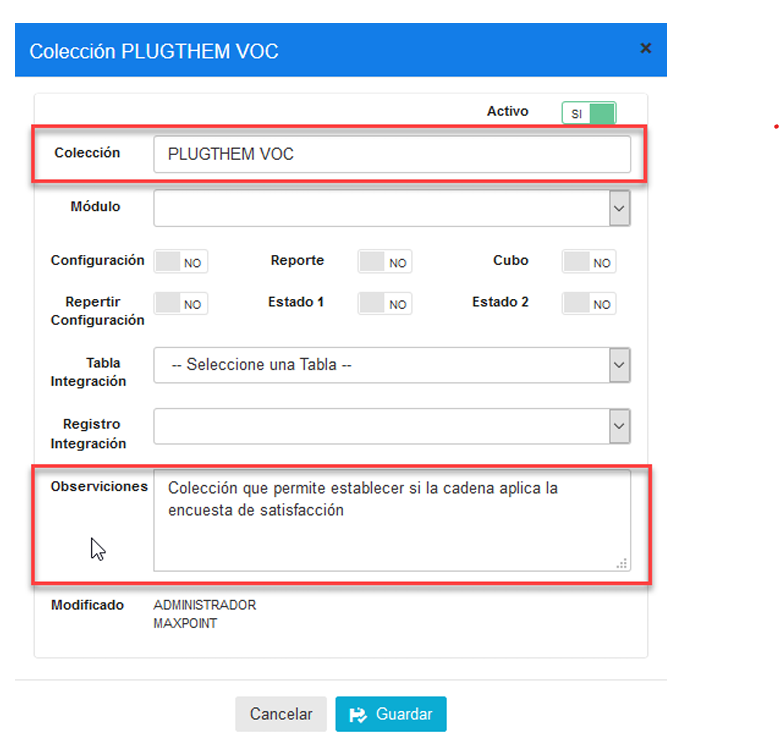 Colección PLUGTHEM VOC ×
Activo SI
Colección PLUGTHEM VOC
Módulo
Configuración NO Reporte NO Cubo NO
Repertir
Configuración NO Estado 1 NO Estado 2 NO
Tabla
Integración -- Seleccione una Tabla --
Registro
Integración
Observiciones Colección que permite establecer si la cadena aplica la
encuesta de satisfacción
Modificado ADMINISTRADOR
MAXPOINT
Cancelar Guardar